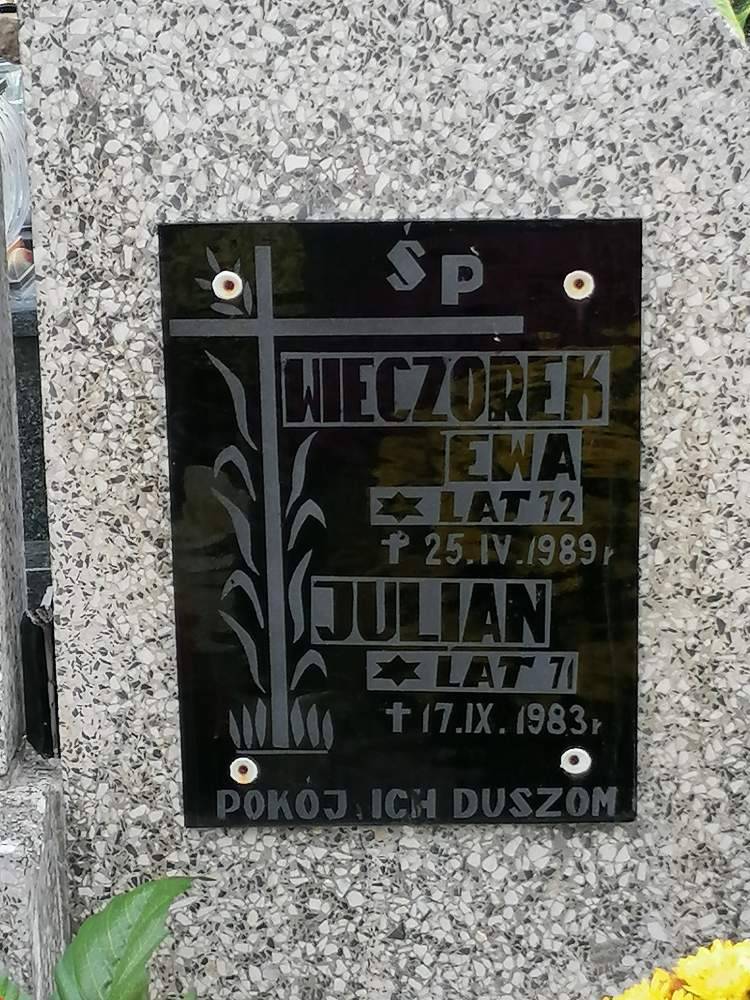 ŚP
WIECZOREK
EWA
LAT 72
25.IV.1989r
JULIAN
LAT 71
17.IX.1983r
POKÓJ ICH DUSZOM